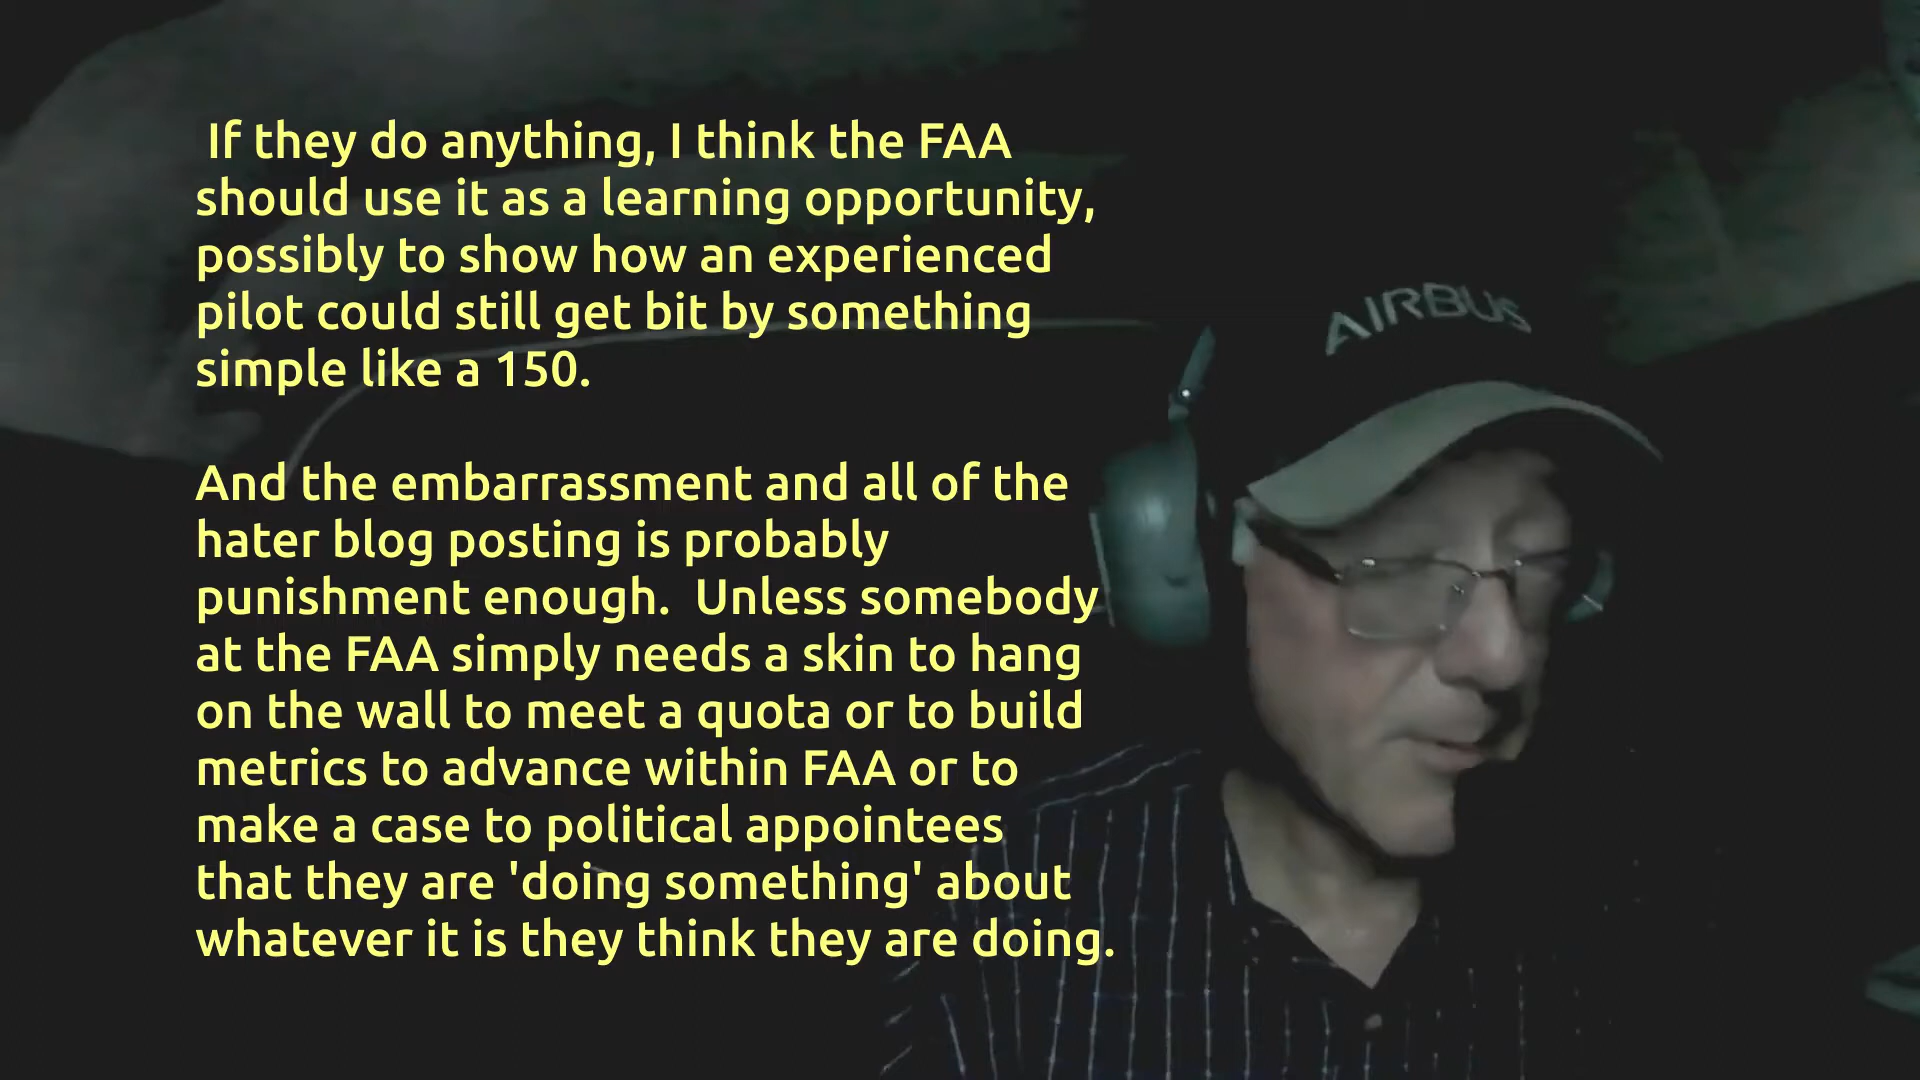 If they do anything, I think the FAA
should use it as a learning opportunity,
possibly to show how an experienced
pilot could still get bit by something
simple like a 150.
And the embarrassment and all of the
hater blog posting is probably
punishment enough.  Unless somebody
at the FAA simply needs a skin to hang
on the wall to meet a quota or to build
metrics to advance within FAA or to
make a case to political appointees
that they are 'doing something' about
whatever it is they think they are doing.
AIRBUS